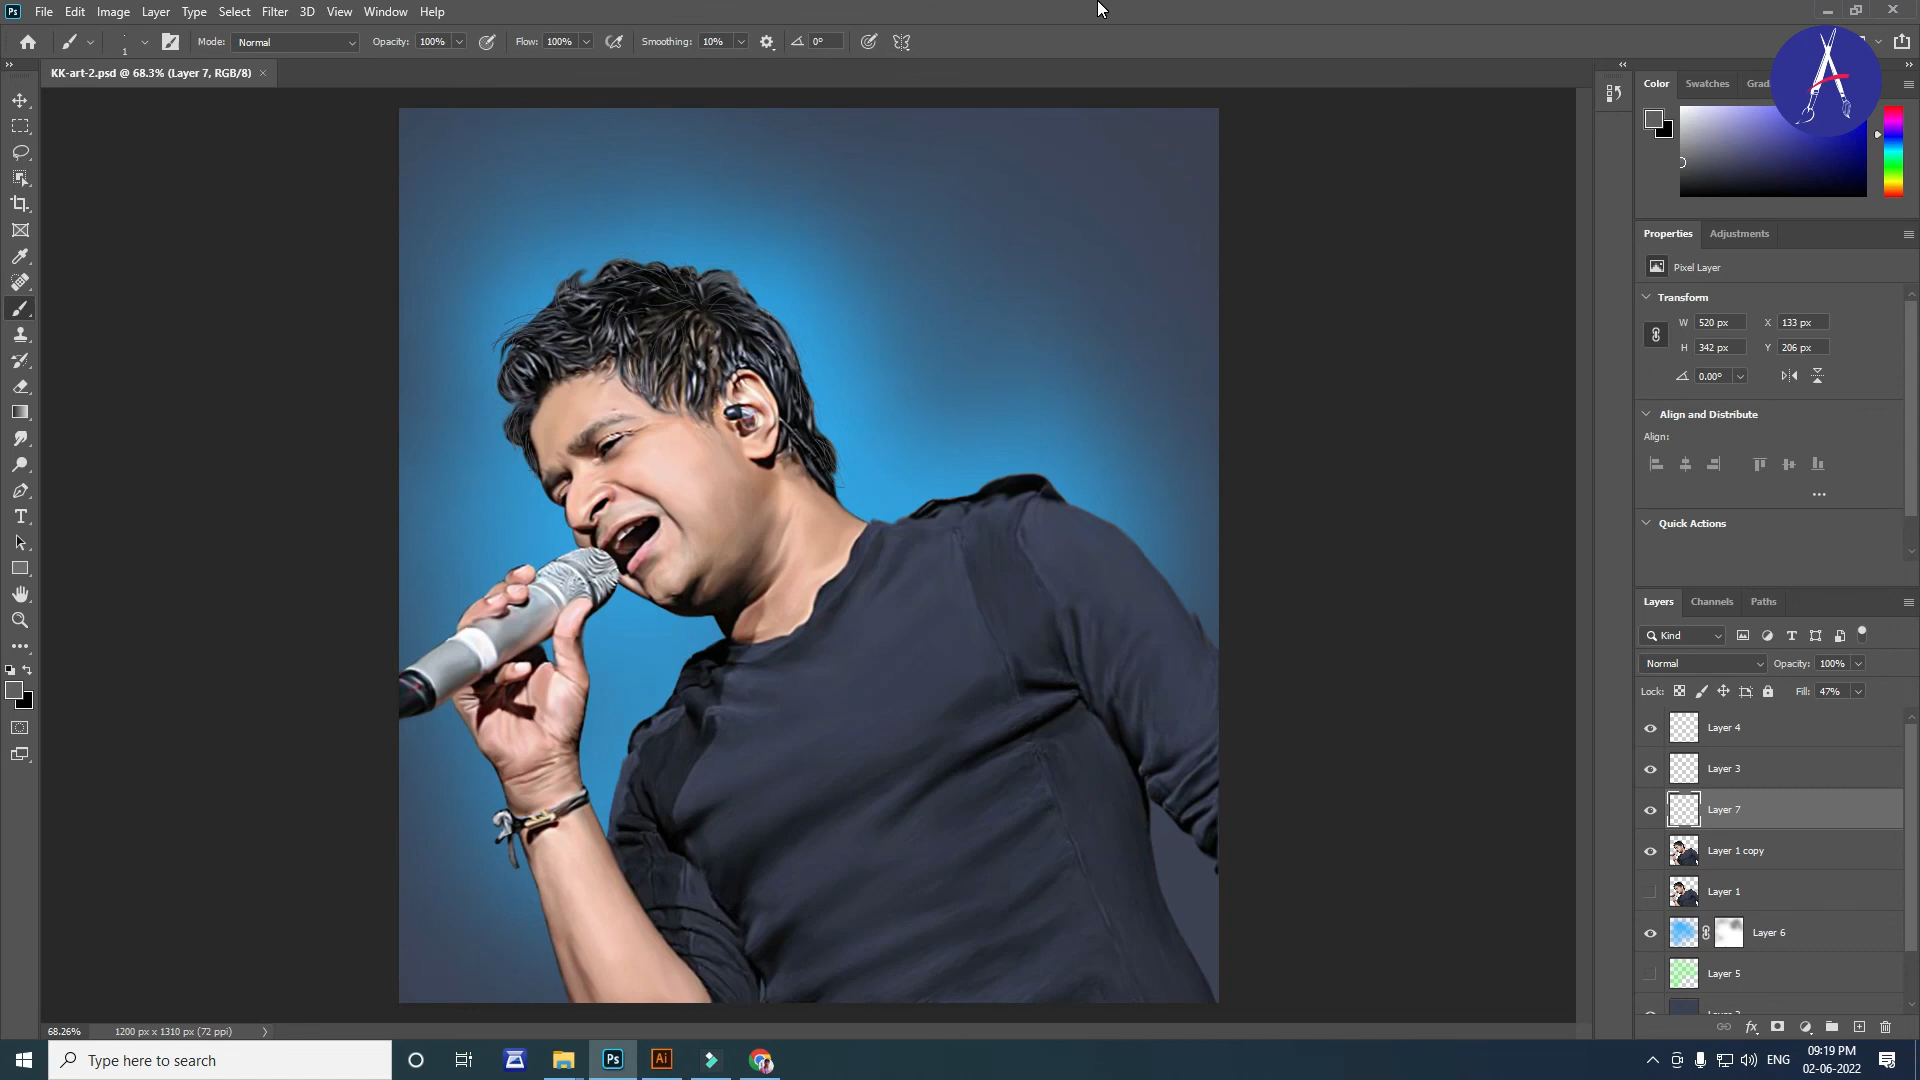 Ps File Edit Image Layer Type Select Filter 3D View Window Help
1 Mode: Normal Opacity: 100% Flow: 100% Smoothing: 10% 0°
KK-art-2.psd @ 68.3% (Layer 7, RGB/8) ×
Color Swatches Grad
Properties Adjustments
Pixel Layer
Transform
W 520 px X 133 px
H 342 px Y 206 px
0.00°
Align and Distribute
Align:
Quick Actions
Layers Channels Paths
Kind
Normal Opacity: 100%
Lock: Fill: 47%
Layer 4
Layer 3
Layer 7
Layer 1 copy
Layer 1
Layer 6
Layer 5
68.26% 1200 px x 1310 px (72 ppi)
Type here to search
Ps Ai
ENG
09:19 PM
02-06-2022